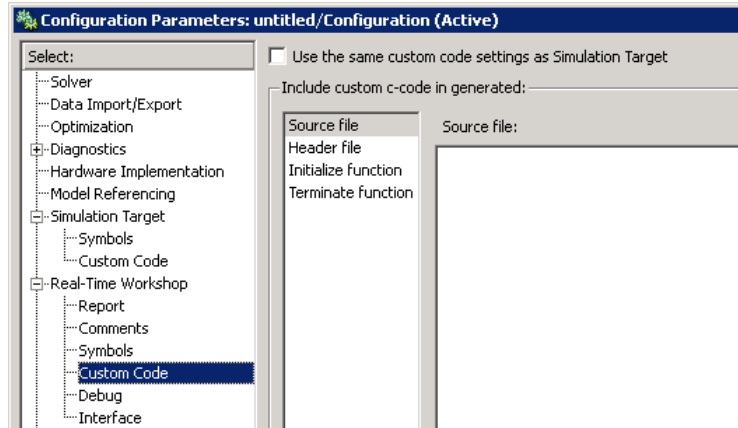 Configuration Parameters: untitled/Configuration (Active)
Select:
Solver
Data Import/Export
Optimization
Diagnostics
Hardware Implementation
Model Referencing
Simulation Target
Symbols
Custom Code
Real-Time Workshop
Report
Comments
Symbols
Custom Code
Debug
Interface
Use the same custom code settings as Simulation Target
Include custom c-code in generated:
Source file
Header file
Initialize function
Terminate function
Source file: